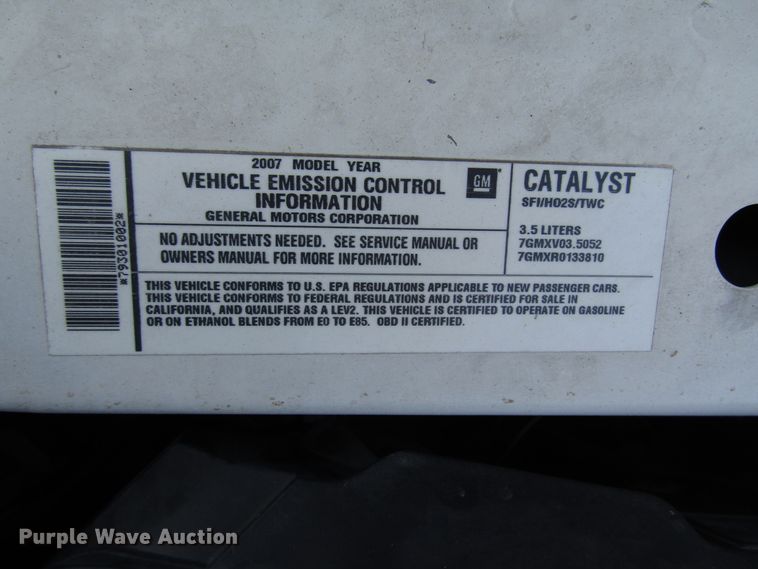 *79301002*
2007 MODEL YEAR
VEHICLE EMISSION CONTROL
INFORMATION
GENERAL MOTORS CORPORATION
GM
NO ADJUSTMENTS NEEDED. SEE SERVICE MANUAL OR
OWNERS MANUAL FOR MORE INFORMATION.
CATALYST
SFI/HO2S/TWC
3.5 LITERS
7GMXV03.5052
7GMXR0133810
THIS VEHICLE CONFORMS TO U.S. EPA REGULATIONS APPLICABLE TO NEW PASSENGER CARS.
THIS VEHICLE CONFORMS TO FEDERAL REGULATIONS AND IS CERTIFIED FOR SALE IN
CALIFORNIA, AND QUALIFIES AS A LEV2. THIS VEHICLE IS CERTIFIED TO OPERATE ON GASOLINE
OR ON ETHANOL BLENDS FROM E0 TO E85. OBD II CERTIFIED.
Purple Wave Auction